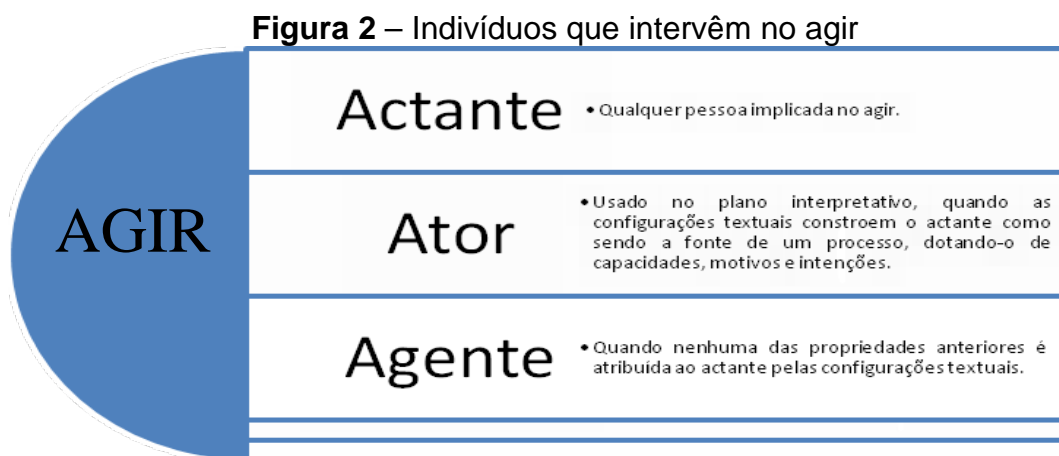 Figura 2 – Indivíduos que intervêm no agir
AGIR
Actante
• Qualquer pessoa implicada no agir.
Ator
• Usado no plano interpretativo, quando as
configurações textuais constroem o actante como
sendo a fonte de um processo, dotando-o de
capacidades, motivos e intenções.
Agente
• Quando nenhuma das propriedades anteriores é
atribuída ao actante pelas configurações textuais.